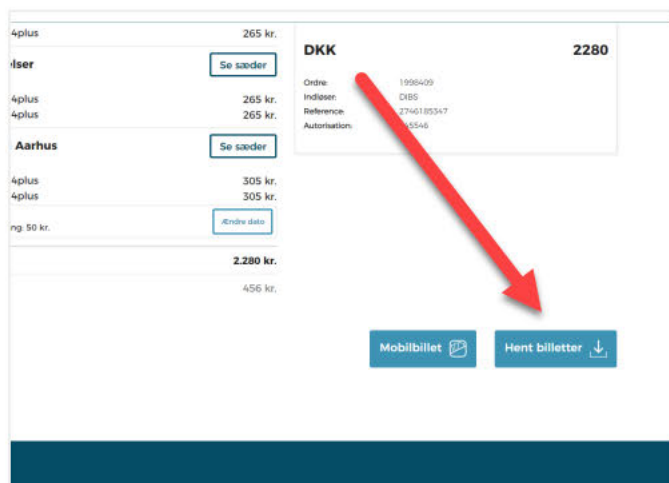 4plus 265 kr.
lser Se sæder
4plus 265 kr.
4plus 265 kr.
Aarhus Se sæder
4plus 305 kr.
4plus 305 kr.
ng: 50 kr. Ændre dato
2.280 kr.
456 kr.
DKK 2280
Ordre: 1998409
Indløser: DIBS
Reference: 2746185347
Autorisation:
Mobilbillet
Hent billetter